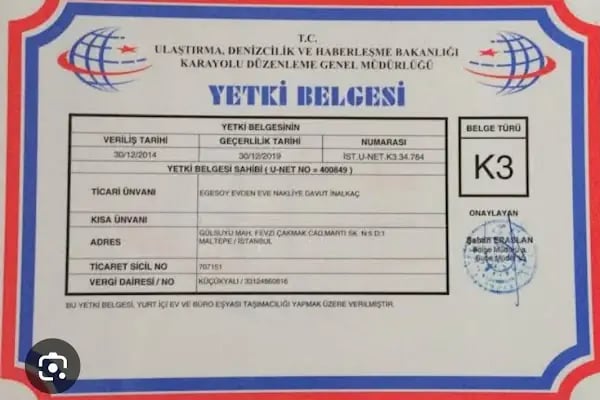 T.C.
ULAŞTIRMA, DENİZCİLİK VE HABERLEŞME BAKANLIĞI
KARAYOLU DÜZENLEME GENEL MÜDÜRLÜĞÜ
YETKİ BELGESİ
YETKİ BELGESİNİN
VERİLİŞ TARİHİ GEÇERLİLİK TARİHİ NUMARASI
30/12/2014 30/12/2019 İST.U-NET.K3.34.784
YETKİ BELGESİ SAHİBİ ( U-NET NO = 400849 )
TİCARİ ÜNVANI EGESOY EVDEN EVE NAKLİYE DAVUT İNALKAÇ
KISA ÜNVANI
ADRES GÜLSUYU MAH. FEVZİ ÇAKMAK CAD.MARTI SK. N:5 D:1
MALTEPE / İSTANBUL
TİCARET SİCİL NO 707151
VERGİ DAİRESİ / NO KÜÇÜKYALI / 33124660816
BU YETKİ BELGESİ, YURT İÇİ EV VE BÜRO EŞYASI TAŞIMACILIĞI YAPMAK ÜZERE VERİLMİŞTİR.
BELGE TÜRÜ
K3
ONAYLAYAN
Şaban ERASLAN